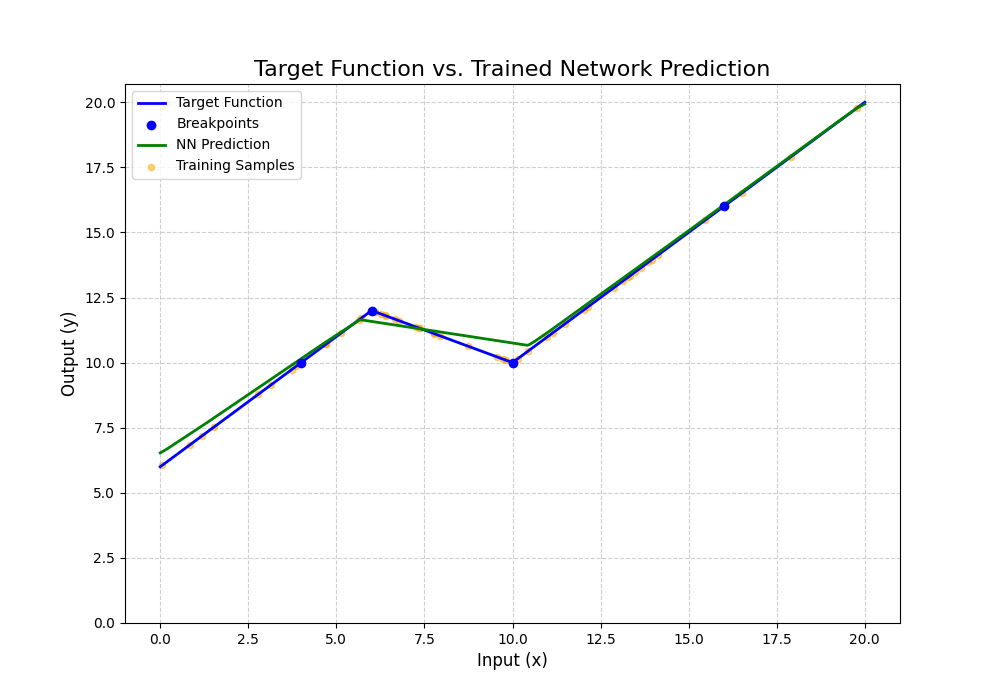 Target Function vs. Trained Network Prediction
Target Function
Breakpoints
NN Prediction
Training Samples
20.0
17.5
15.0
12.5
10.0
7.5
5.0
2.5
0.0
Output (y)
0.0 2.5 5.0 7.5 10.0 12.5 15.0 17.5 20.0
Input (x)